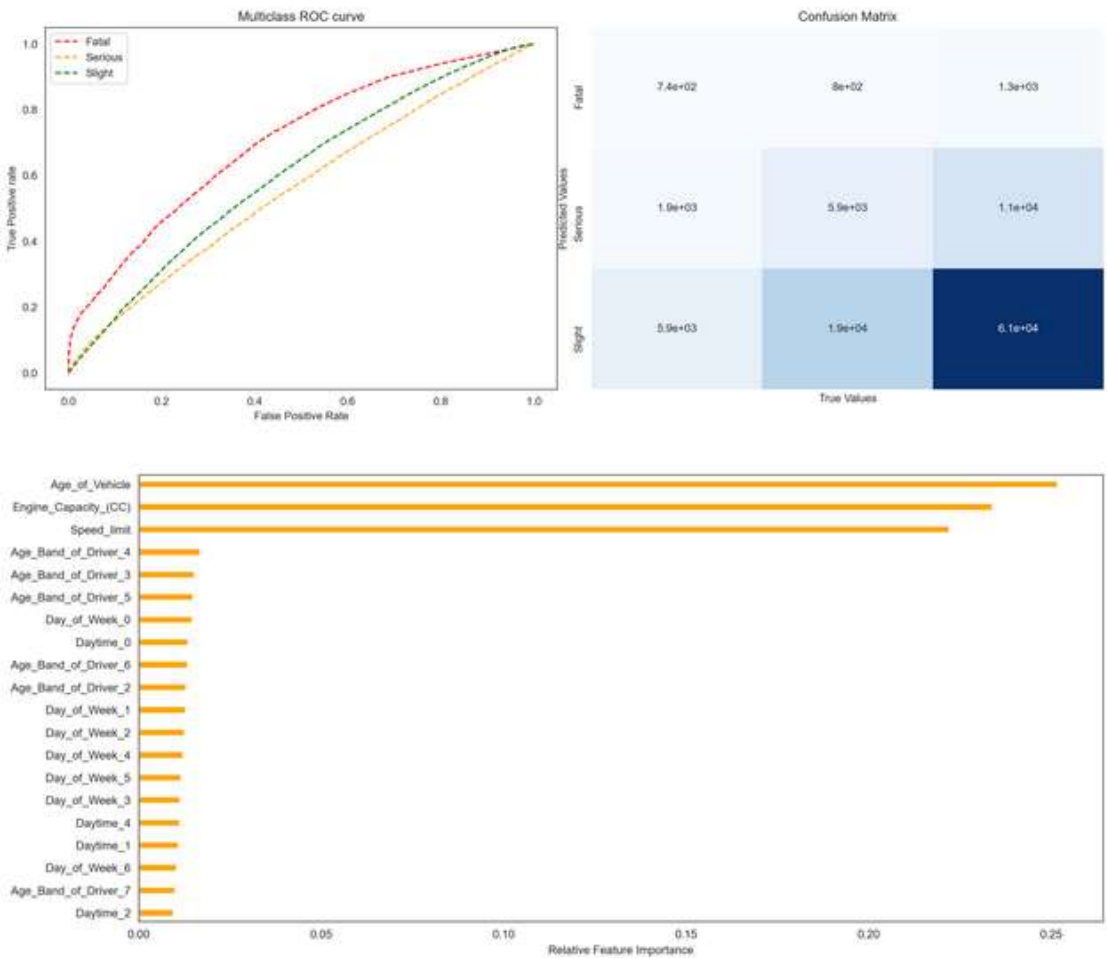 Multiclass ROC curve
Fatal
Serious
Slight
1.0
0.8
0.6
0.4
0.2
0.0
True Positive rate
0.0 0.2 0.4 0.6 0.8 1.0
False Positive Rate
Confusion Matrix
Predicted Values
Fatal
7.4e+02 8e+02 1.3e+03
Serious
1.9e+03 5.9e+03 1.1e+04
Slight
5.9e+03 1.9e+04 6.1e+04
True Values
Age_of_Vehicle
Engine_Capacity_(CC)
Speed_limit
Age_Band_of_Driver_4
Age_Band_of_Driver_3
Age_Band_of_Driver_5
Day_of_Week_0
Daytime_0
Age_Band_of_Driver_6
Age_Band_of_Driver_2
Day_of_Week_1
Day_of_Week_2
Day_of_Week_4
Day_of_Week_5
Day_of_Week_3
Daytime_4
Daytime_1
Day_of_Week_6
Age_Band_of_Driver_7
Daytime_2
0.00 0.05 0.10 0.15 0.20 0.25
Relative Feature Importance